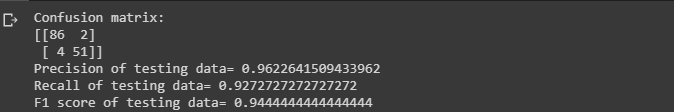 Confusion matrix:
[[86  2]
 [ 4 51]]
Precision of testing data= 0.9622641509433962
Recall of testing data= 0.9272727272727272
F1 score of testing data= 0.9444444444444444